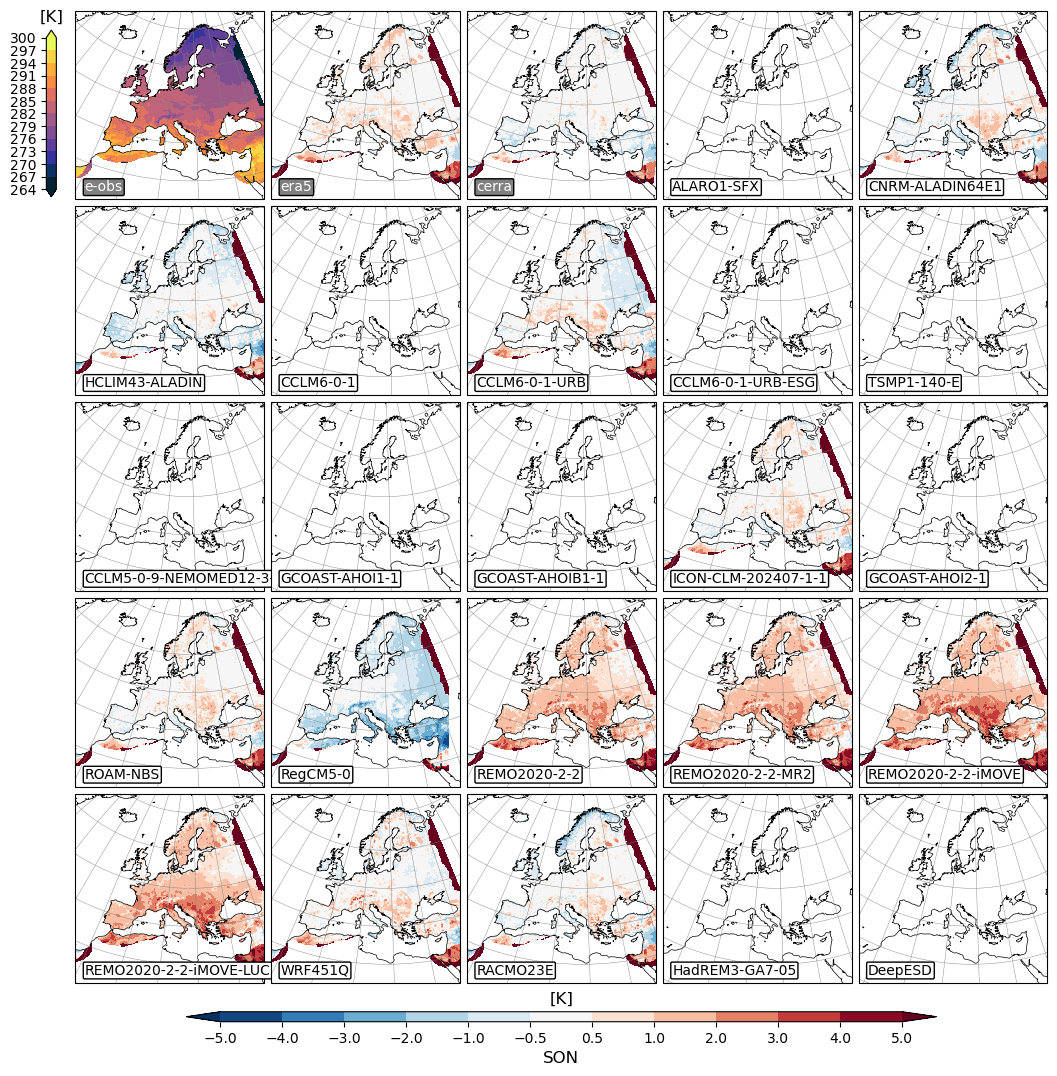 [K]
300
297
294
291
288
285
282
279
276
273
270
267
264
e-obs
era5
cerra
ALARO1-SFX
CNRM-ALADIN64E1
HCLIM43-ALADIN
CCLM6-0-1
CCLM6-0-1-URB
CCLM6-0-1-URB-ESG
TSMP1-140-E
CCLM5-0-9-NEMOMED12-3-
GCOAST-AHOI1-1
GCOAST-AHOIB1-1
ICON-CLM-202407-1-1
GCOAST-AHOI2-1
ROAM-NBS
RegCM5-0
REMO2020-2-2
REMO2020-2-2-MR2
REMO2020-2-2-iMOVE
REMO2020-2-2-iMOVE-LUC
WRF451Q
RACMO23E
HadREM3-GA7-05
DeepESD
[K]
−5.0 −4.0 −3.0 −2.0 −1.0 −0.5 0.5 1.0 2.0 3.0 4.0 5.0
SON